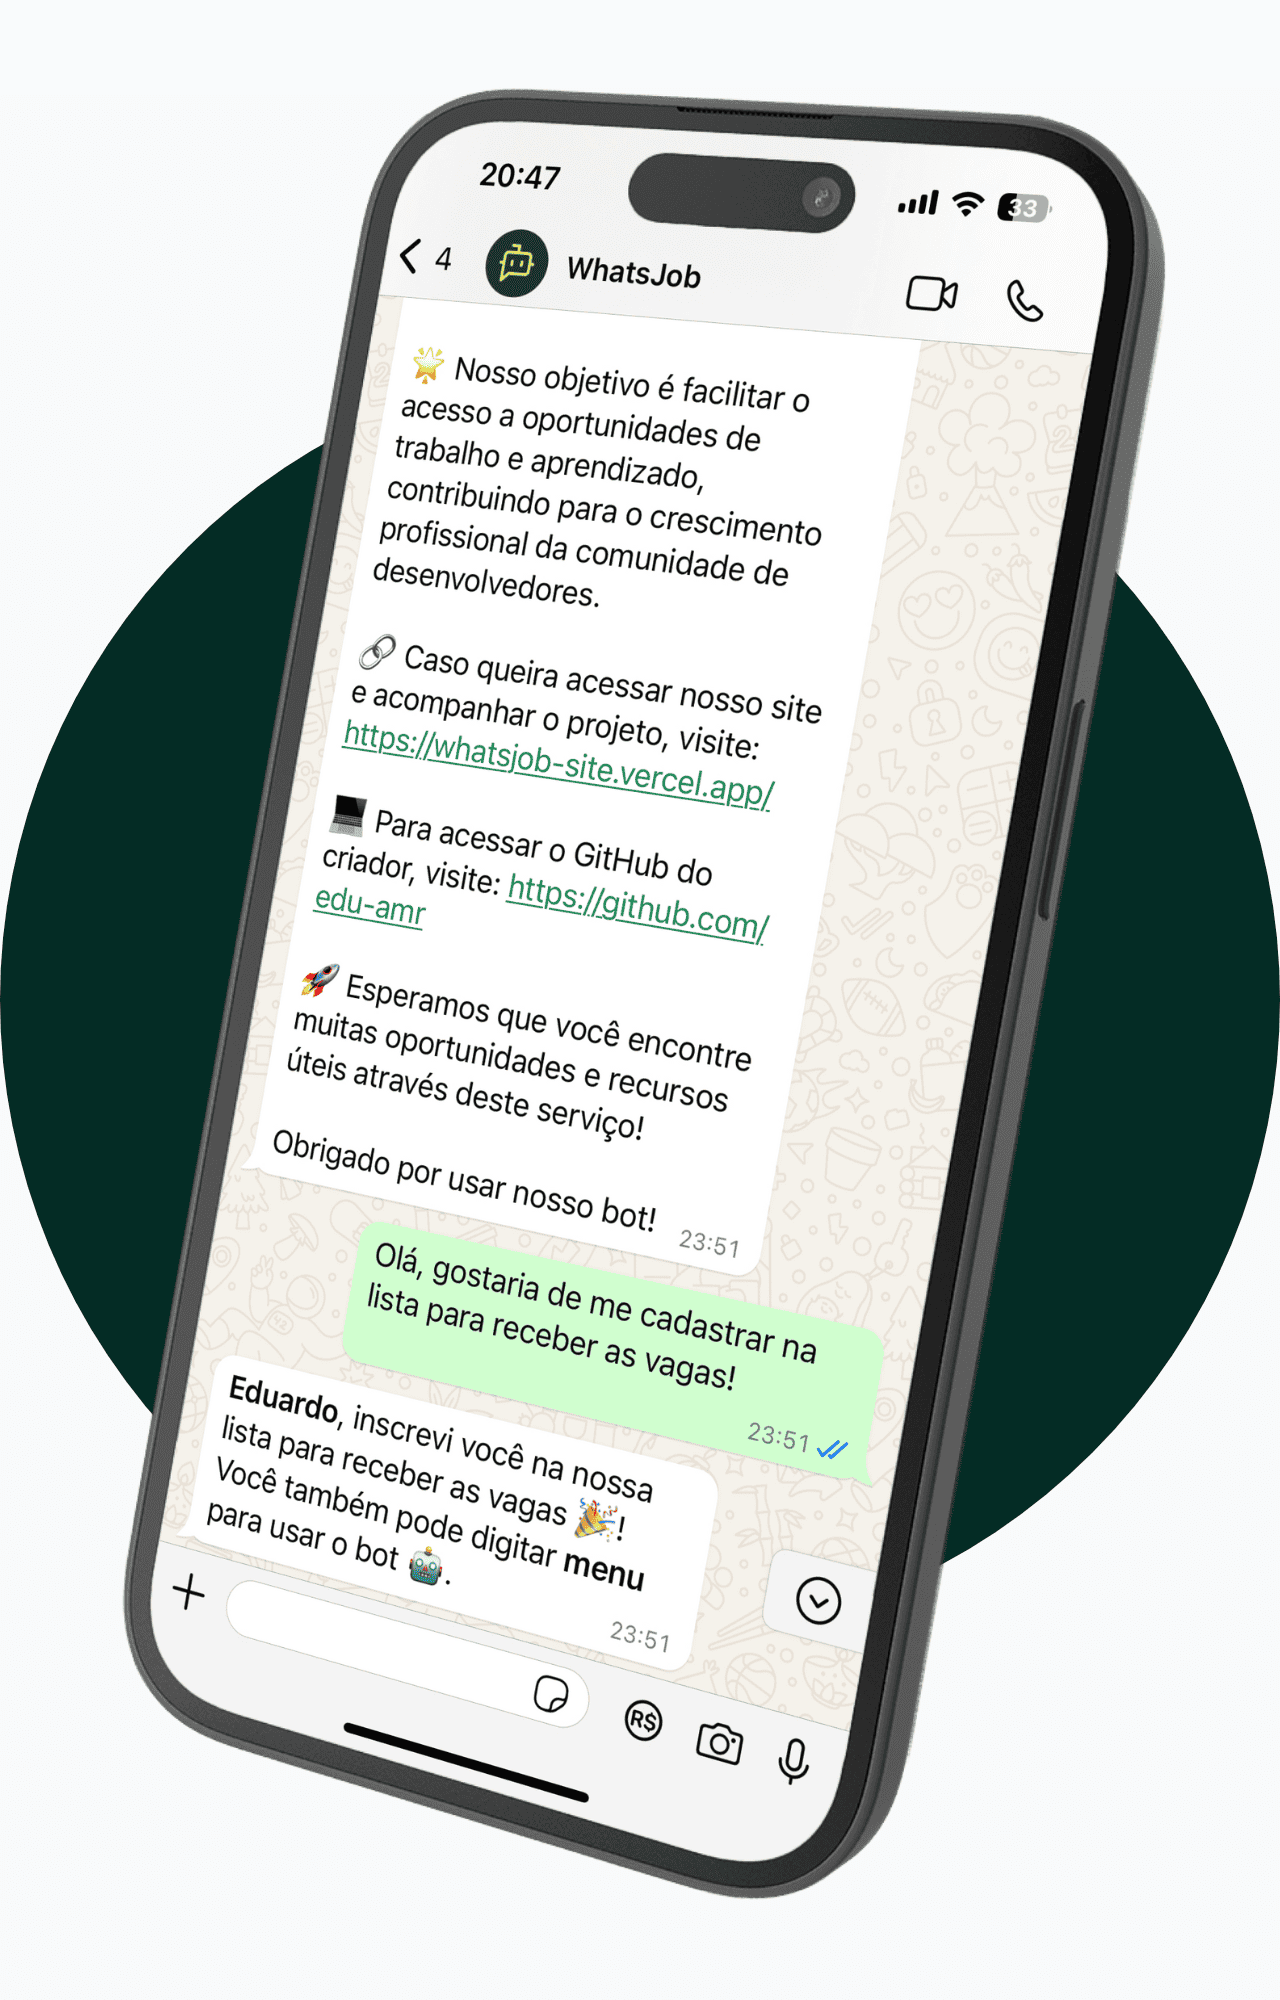 20:47
33
4
WhatsJob
🌟 Nosso objetivo é facilitar o
acesso a oportunidades de
trabalho e aprendizado,
contribuindo para o crescimento
profissional da comunidade de
desenvolvedores.
🔗 Caso queira acessar nosso site
e acompanhar o projeto, visite:
https://whatsjob-site.vercel.app/
💻 Para acessar o GitHub do
criador, visite: https://github.com/
edu-amr
🚀 Esperamos que você encontre
muitas oportunidades e recursos
úteis através deste serviço!
Obrigado por usar nosso bot!
23:51
Olá, gostaria de me cadastrar na
lista para receber as vagas!
23:51
Eduardo, inscrevi você na nossa
lista para receber as vagas 🎉!
Você também pode digitar menu
para usar o bot 🤖.
23:51
R$